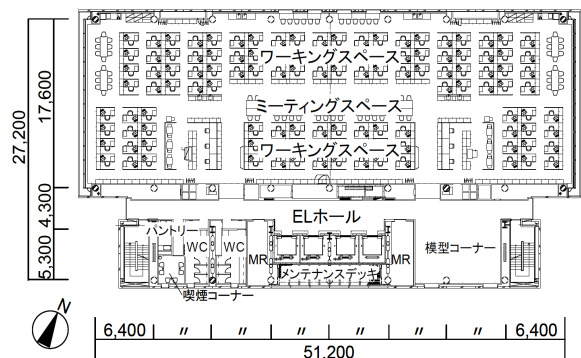 ワーキングスペース
ミーティングスペース
ワーキングスペース
17,600
27,200
4,300
5,300
ELホール
パントリー
WC
WC
MR
MR
模型コーナー
メンテナンスデッキ
喫煙コーナー
N
6,400 〃 〃 〃 〃 〃 〃 6,400
51,200